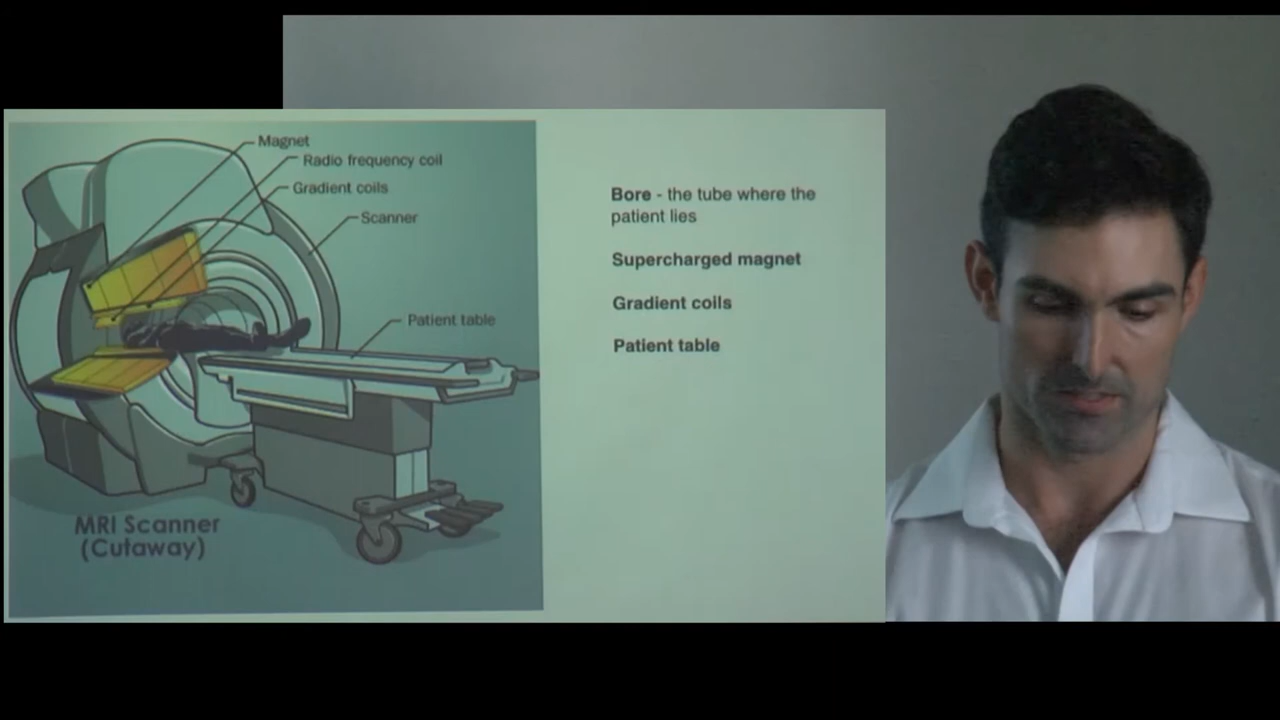 Magnet
Radio frequency coil
Gradient coils
Scanner
Patient table
MRI Scanner
(Cutaway)
Bore - the tube where the
patient lies
Supercharged magnet
Gradient coils
Patient table